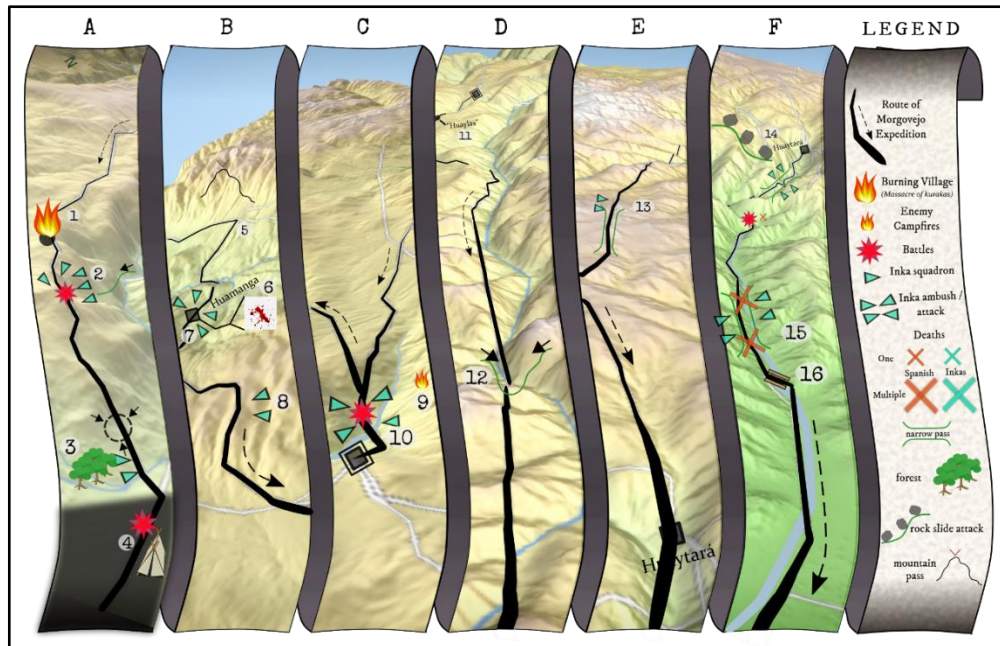 A B C D E F LEGEND
N
1
2
3
4
5
6
Huamanga
7
8
9
10
"Huaylas"
11
12
13
Huaytará
14
Huaytará
15
16
Route of
Morgovejo
Expedition
Burning Village
(Massacre of kurakas)
Enemy
Campfires
Battles
Inka squadron
Inka ambush /
attack
Deaths
One
Spanish Inkas
Multiple
narrow pass
forest
rock slide attack
mountain
pass